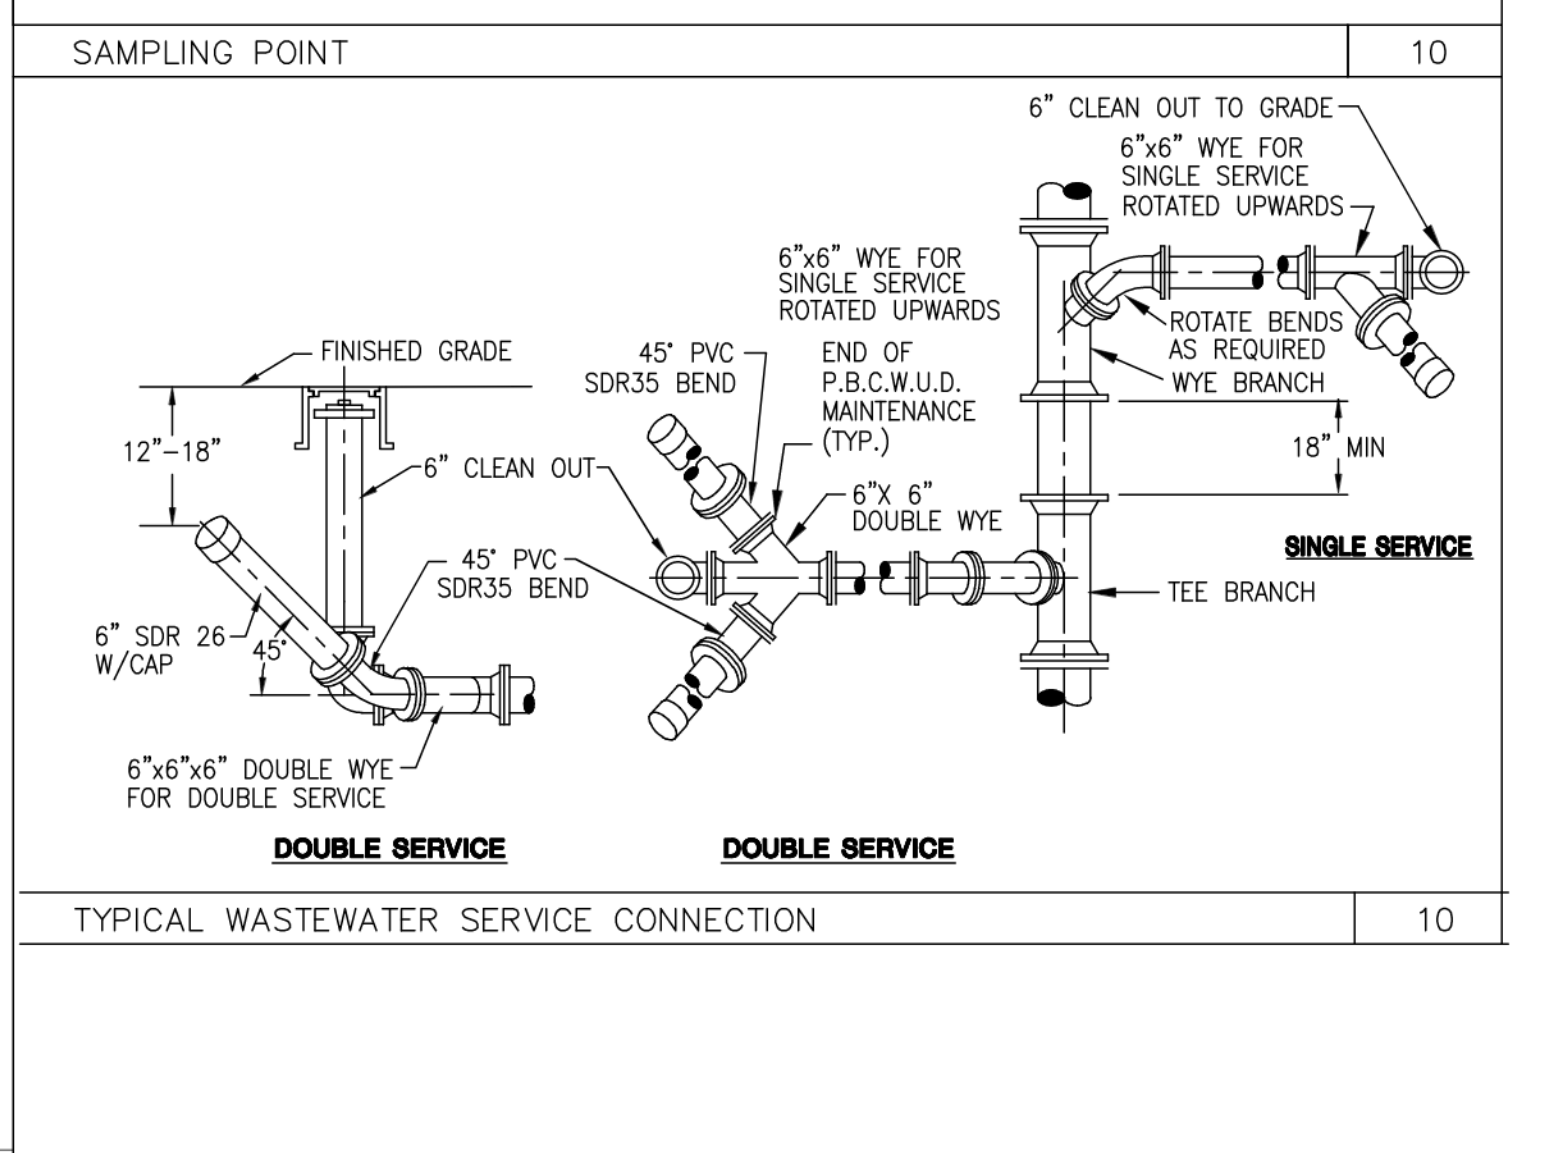 SAMPLING POINT
10
6" CLEAN OUT TO GRADE
6"x6" WYE FOR
SINGLE SERVICE
ROTATED UPWARDS
6"x6" WYE FOR
SINGLE SERVICE
ROTATED UPWARDS
ROTATE BENDS
AS REQUIRED
WYE BRANCH
18" MIN
SINGLE SERVICE
TEE BRANCH
FINISHED GRADE
12"-18"
6" CLEAN OUT
45° PVC
SDR35 BEND
END OF
P.B.C.W.U.D.
MAINTENANCE
(TYP.)
6"X 6"
DOUBLE WYE
45° PVC
SDR35 BEND
6" SDR 26
W/CAP
45°
6"x6"x6" DOUBLE WYE
FOR DOUBLE SERVICE
DOUBLE SERVICE
DOUBLE SERVICE
TYPICAL WASTEWATER SERVICE CONNECTION
10